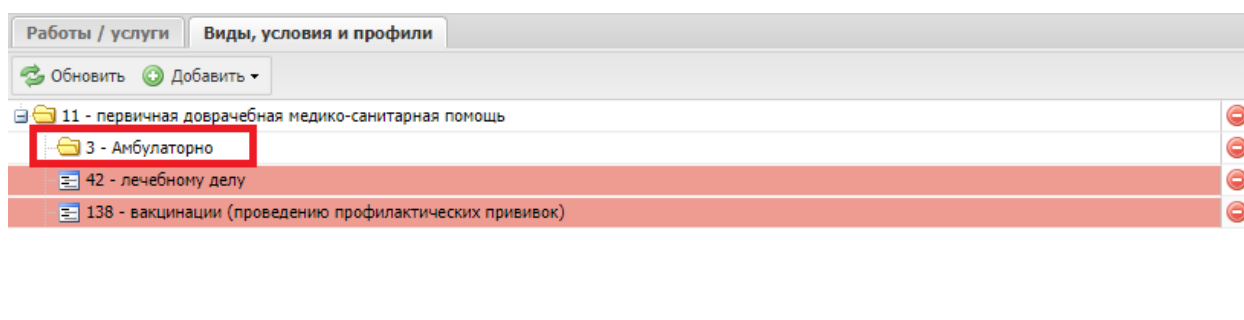 Работы / услуги Виды, условия и профили
Обновить Добавить
11 - первичная доврачебная медико-санитарная помощь
3 - Амбулаторно
42 - лечебному делу
138 - вакцинации (проведению профилактических прививок)